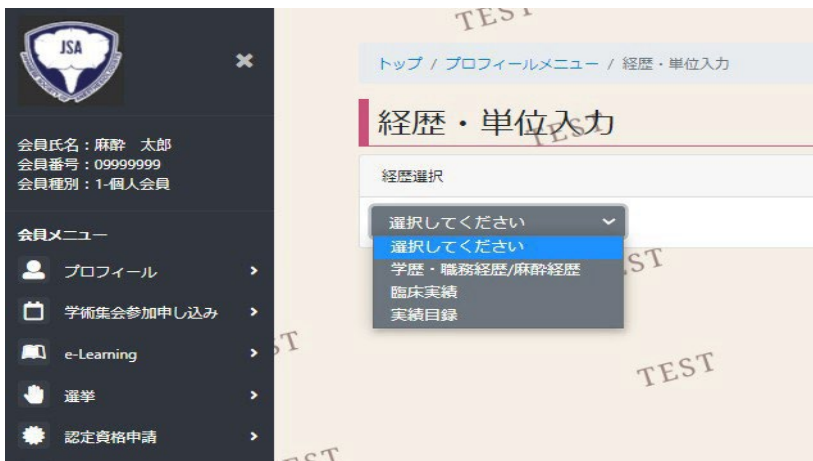 JSA
会員氏名：麻酔　太郎
会員番号：09999999
会員種別：1-個人会員
会員メニュー
プロフィール
学術集会参加申し込み
e-Learning
選挙
認定資格申請
TEST
トップ / プロフィールメニュー / 経歴・単位入力
経歴・単位入力
TEST
経歴選択
選択してください
選択してください
学歴・職務経歴/麻酔経歴
臨床実績
実績目録
EST
ST
TEST
EST